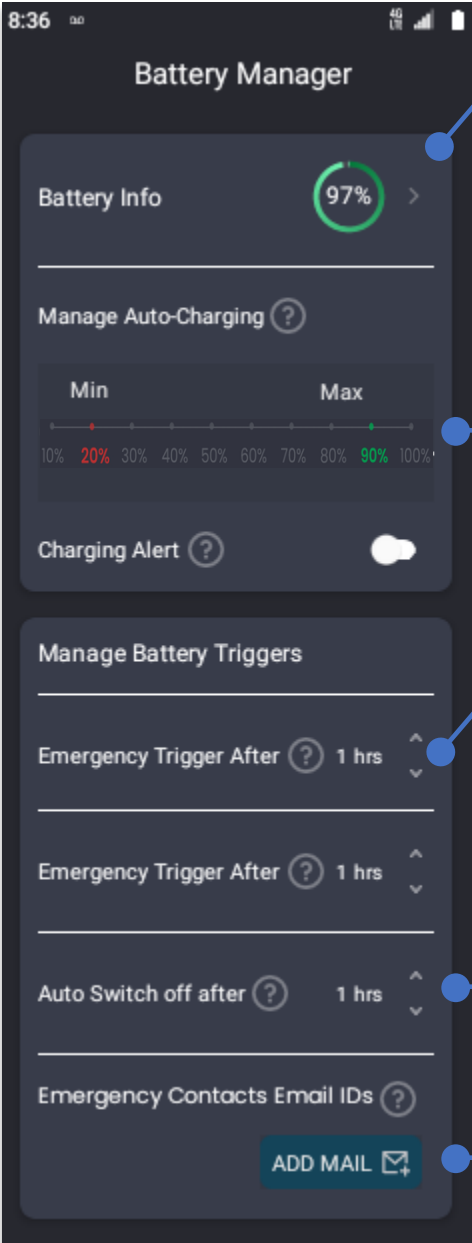 8:36 4G LTE
Battery Manager
Battery Info 97%
Manage Auto-Charging ?
Min Max
10% 20% 30% 40% 50% 60% 70% 80% 90% 100%
Charging Alert ?
Manage Battery Triggers
Emergency Trigger After ? 1 hrs
Emergency Trigger After ? 1 hrs
Auto Switch off after ? 1 hrs
Emergency Contacts Email IDs ?
ADD MAIL